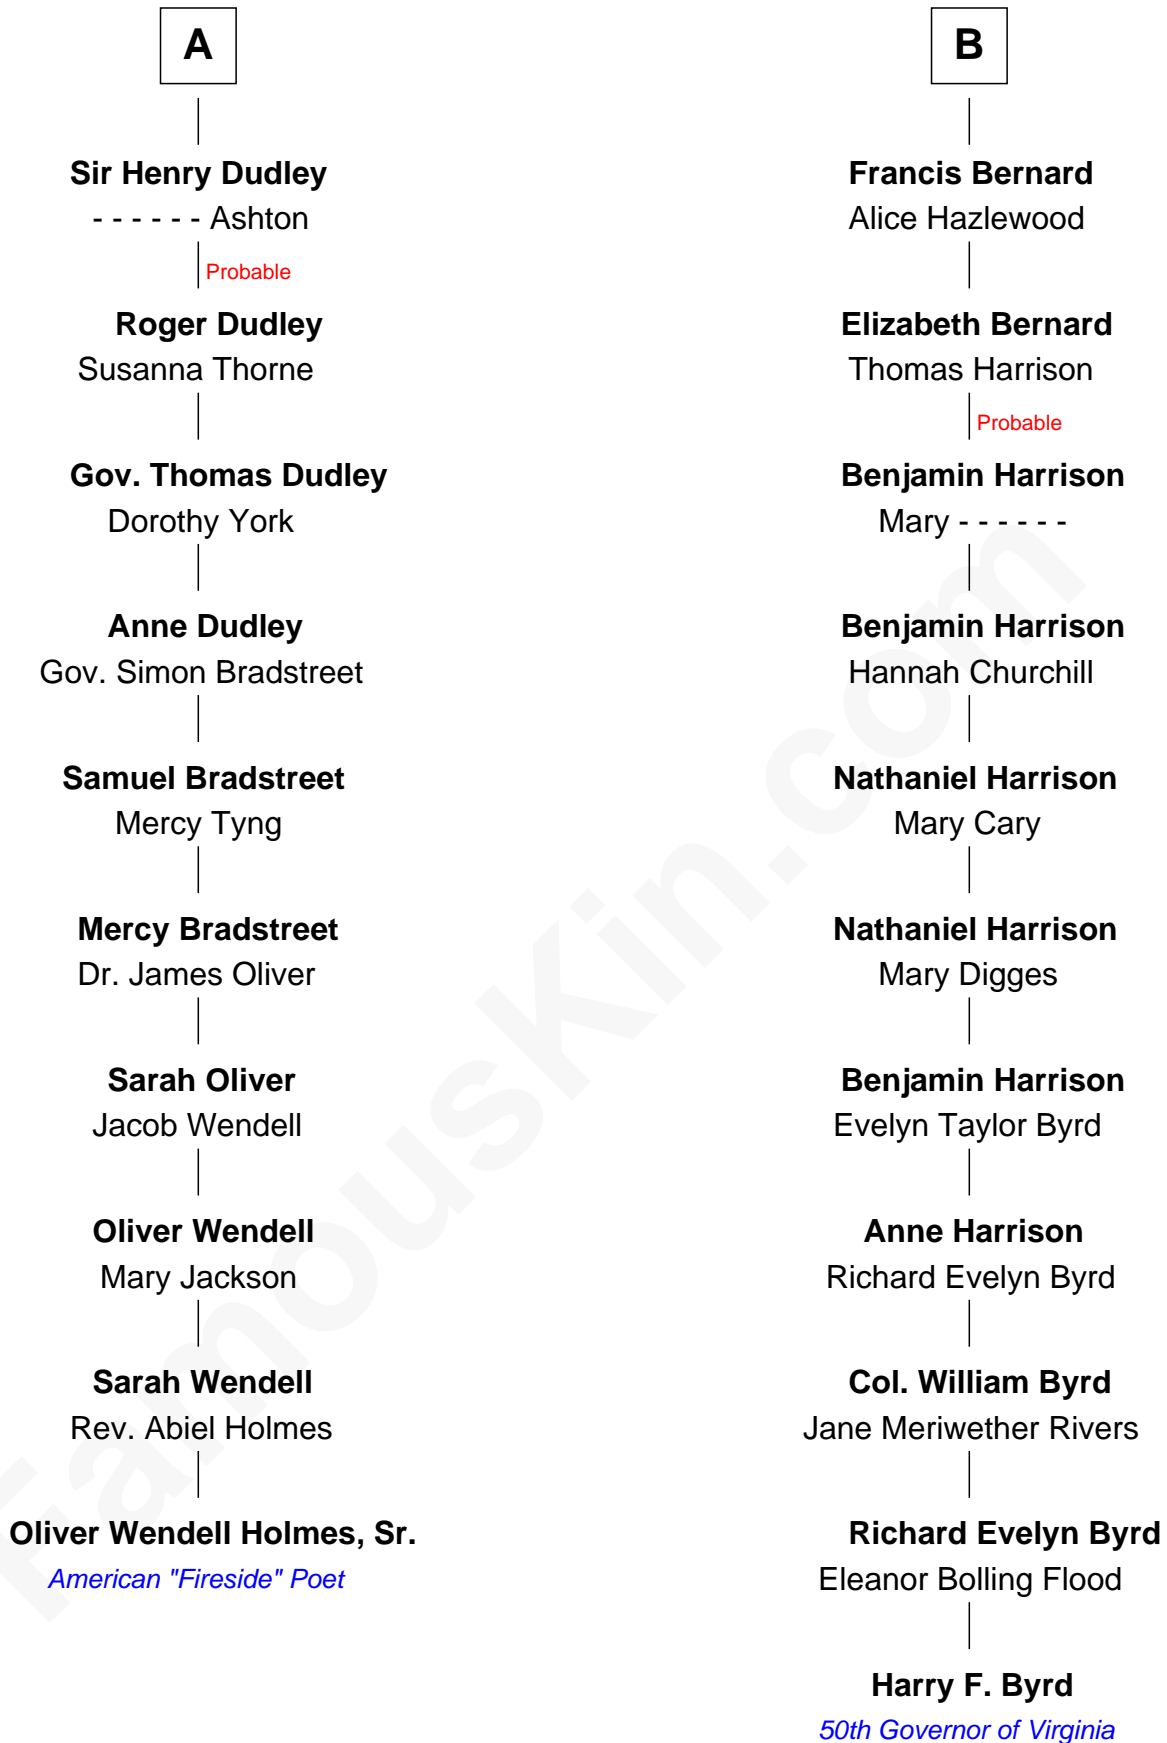 A
Sir Henry Dudley
- - - - - - Ashton
Probable
Roger Dudley
Susanna Thorne
Gov. Thomas Dudley
Dorothy York
Anne Dudley
Gov. Simon Bradstreet
Samuel Bradstreet
Mercy Tyng
Mercy Bradstreet
Dr. James Oliver
Sarah Oliver
Jacob Wendell
Oliver Wendell
Mary Jackson
Sarah Wendell
Rev. Abiel Holmes
Oliver Wendell Holmes, Sr.
American "Fireside" Poet
B
Francis Bernard
Alice Hazlewood
Elizabeth Bernard
Thomas Harrison
Probable
Benjamin Harrison
Mary - - - - - -
Benjamin Harrison
Hannah Churchill
Nathaniel Harrison
Mary Cary
Nathaniel Harrison
Mary Digges
Benjamin Harrison
Evelyn Taylor Byrd
Anne Harrison
Richard Evelyn Byrd
Col. William Byrd
Jane Meriwether Rivers
Richard Evelyn Byrd
Eleanor Bolling Flood
Harry F. Byrd
50th Governor of Virginia
FamousKin.com